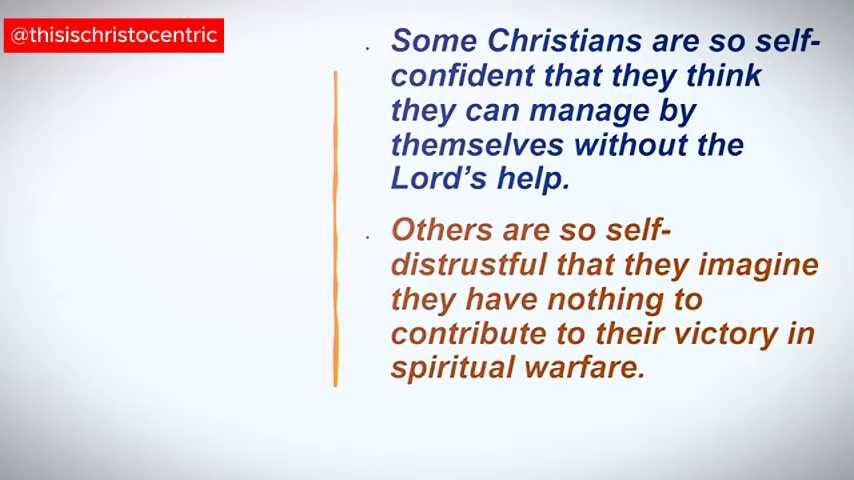 @thisischristocentric
Some Christians are so self-
confident that they think
they can manage by
themselves without the
Lord's help.
Others are so self-
distrustful that they imagine
they have nothing to
contribute to their victory in
spiritual warfare.